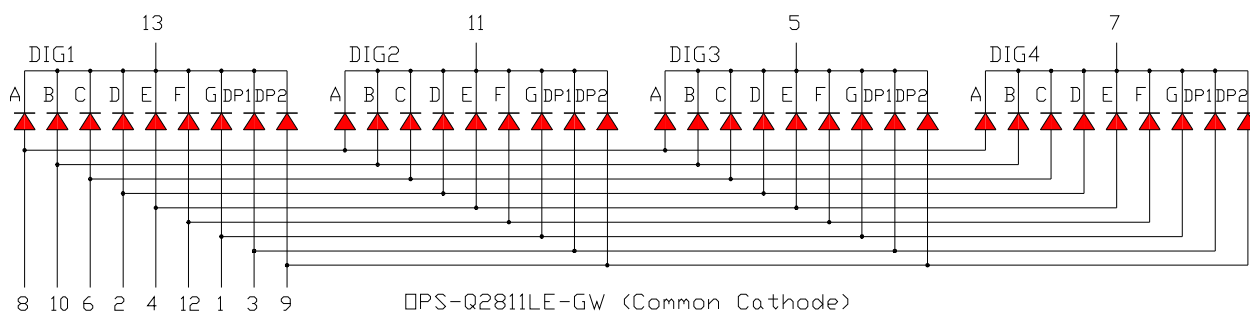 13 11 5 7
DIG1 DIG2 DIG3 DIG4
A B C D E F G DP1 DP2 A B C D E F G DP1 DP2 A B C D E F G DP1 DP2 A B C D E F G DP1 DP2
8 10 6 2 4 12 1 3 9 OPS-Q2811LE-GW (Common Cathode)